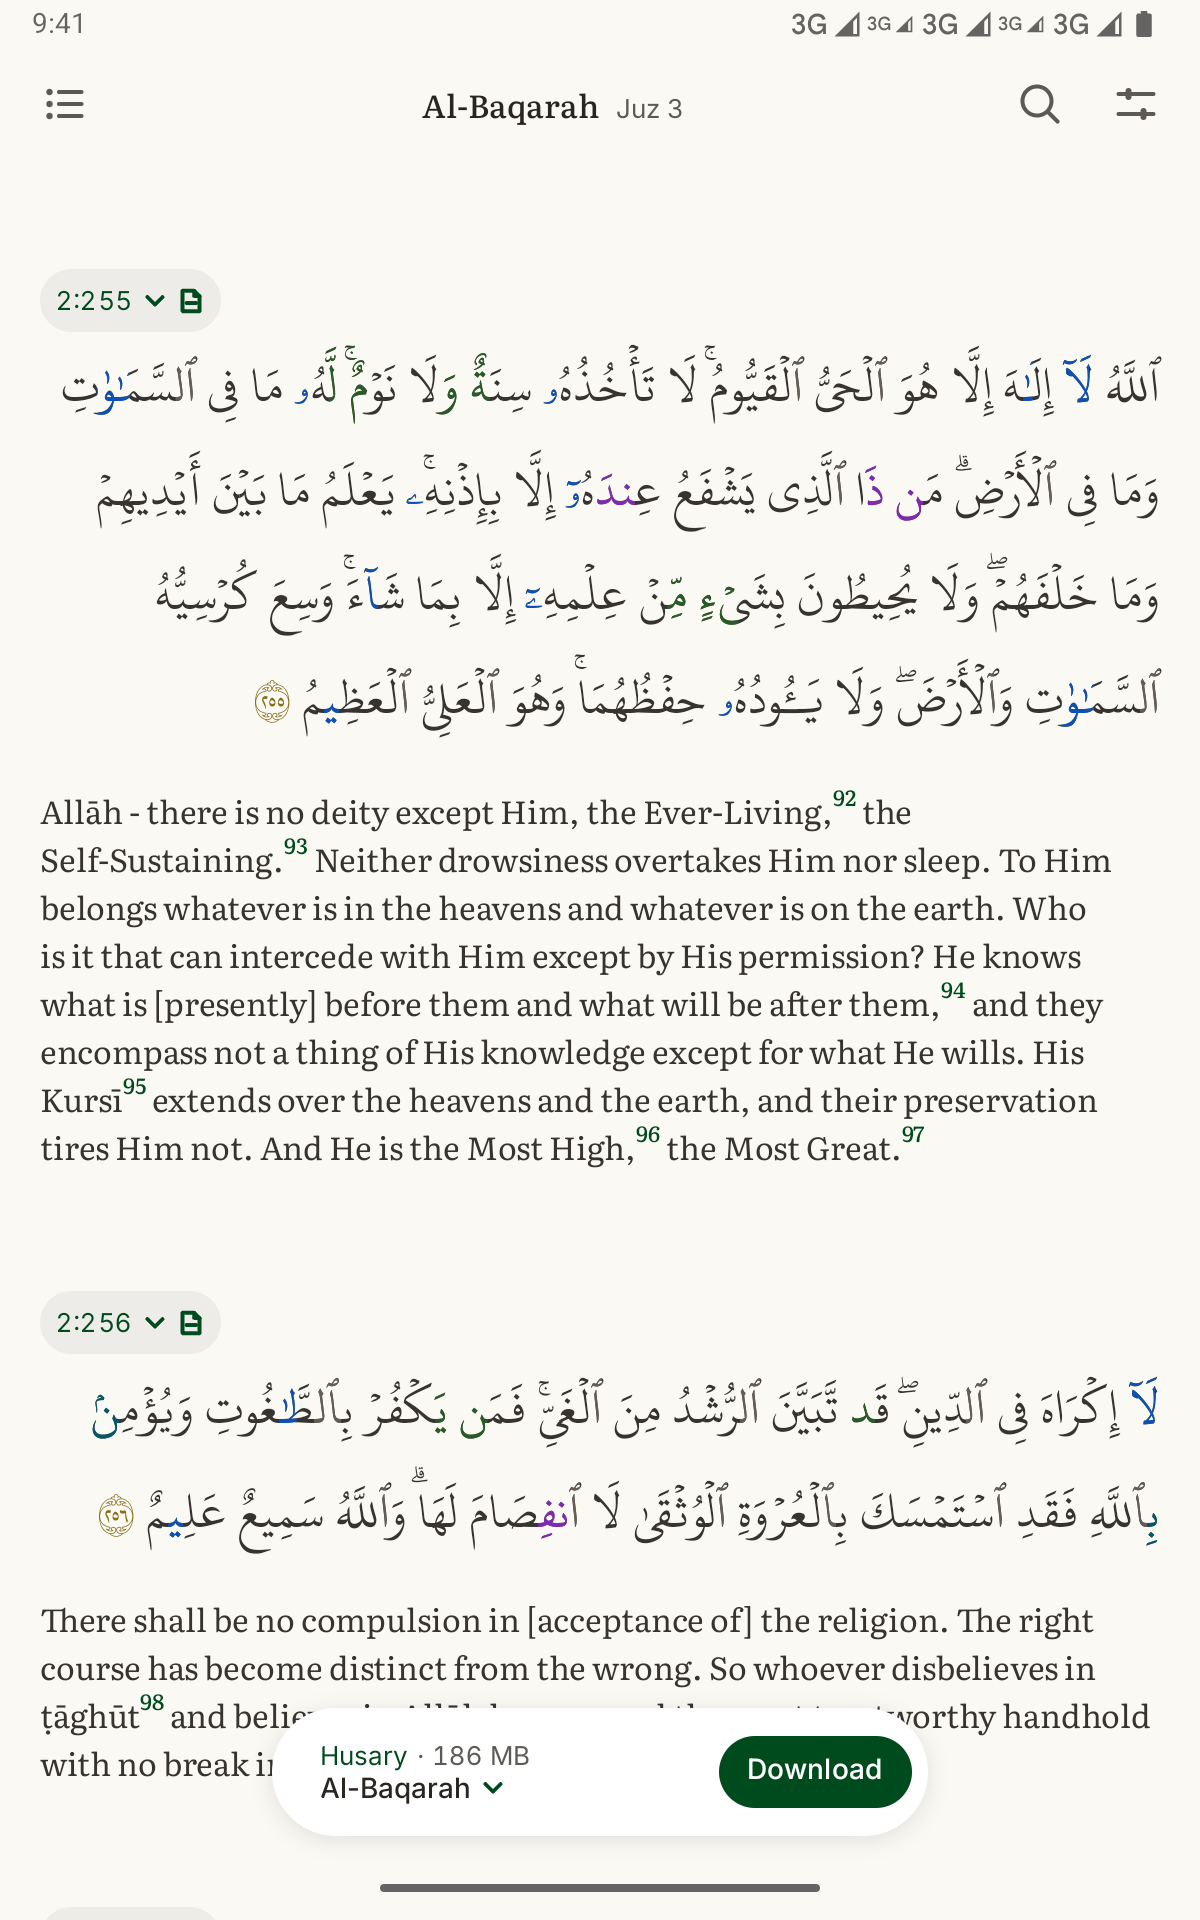 9:41
3G 3G 3G 3G 3G
Al-Baqarah Juz 3
2:255
ٱللَّهُ لَآ إِلَـٰهَ إِلَّا هُوَ ٱلْحَىُّ ٱلْقَيُّومُ ۚ لَا تَأْخُذُهُۥ سِنَةٌ وَلَا نَوْمٌ ۚ لَّهُۥ مَا فِى ٱلسَّمَـٰوَٰتِ
وَمَا فِى ٱلْأَرْضِ ۗ مَن ذَا ٱلَّذِى يَشْفَعُ عِندَهُۥٓ إِلَّا بِإِذْنِهِۦ ۚ يَعْلَمُ مَا بَيْنَ أَيْدِيهِمْ
وَمَا خَلْفَهُمْ ۖ وَلَا يُحِيطُونَ بِشَىْءٍ مِّنْ عِلْمِهِۦٓ إِلَّا بِمَا شَآءَ ۚ وَسِعَ كُرْسِيُّهُ
ٱلسَّمَـٰوَٰتِ وَٱلْأَرْضَ ۖ وَلَا يَـُٔودُهُۥ حِفْظُهُمَا ۚ وَهُوَ ٱلْعَلِىُّ ٱلْعَظِيمُ ٢٥٥
Allāh - there is no deity except Him, the Ever-Living,92 the
Self-Sustaining.93 Neither drowsiness overtakes Him nor sleep. To Him
belongs whatever is in the heavens and whatever is on the earth. Who
is it that can intercede with Him except by His permission? He knows
what is [presently] before them and what will be after them,94 and they
encompass not a thing of His knowledge except for what He wills. His
Kursī95 extends over the heavens and the earth, and their preservation
tires Him not. And He is the Most High,96 the Most Great.97
2:256
لَآ إِكْرَاهَ فِى ٱلدِّينِ ۖ قَد تَّبَيَّنَ ٱلرُّشْدُ مِنَ ٱلْغَىِّ ۚ فَمَن يَكْفُرْ بِٱلطَّـٰغُوتِ وَيُؤْمِنۢ
بِٱللَّهِ فَقَدِ ٱسْتَمْسَكَ بِٱلْعُرْوَةِ ٱلْوُثْقَىٰ لَا ٱنفِصَامَ لَهَا ۗ وَٱللَّهُ سَمِيعٌ عَلِيمٌ ٢٥٦
There shall be no compulsion in [acceptance of] the religion. The right
course has become distinct from the wrong. So whoever disbelieves in
ṭāghūt98 and handhold
with no break
Husary · 186 MB
Al-Baqarah
Download